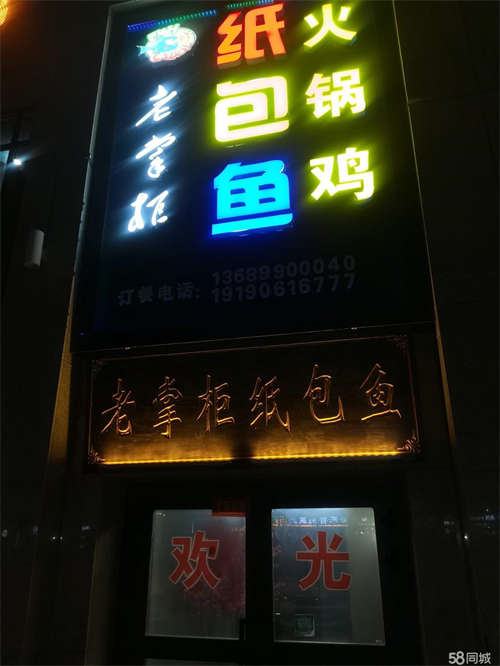 老掌柜
纸包鱼
火锅鸡
订餐电话：
13689900040
19190616777
老掌柜纸包鱼
欢 光
58同城